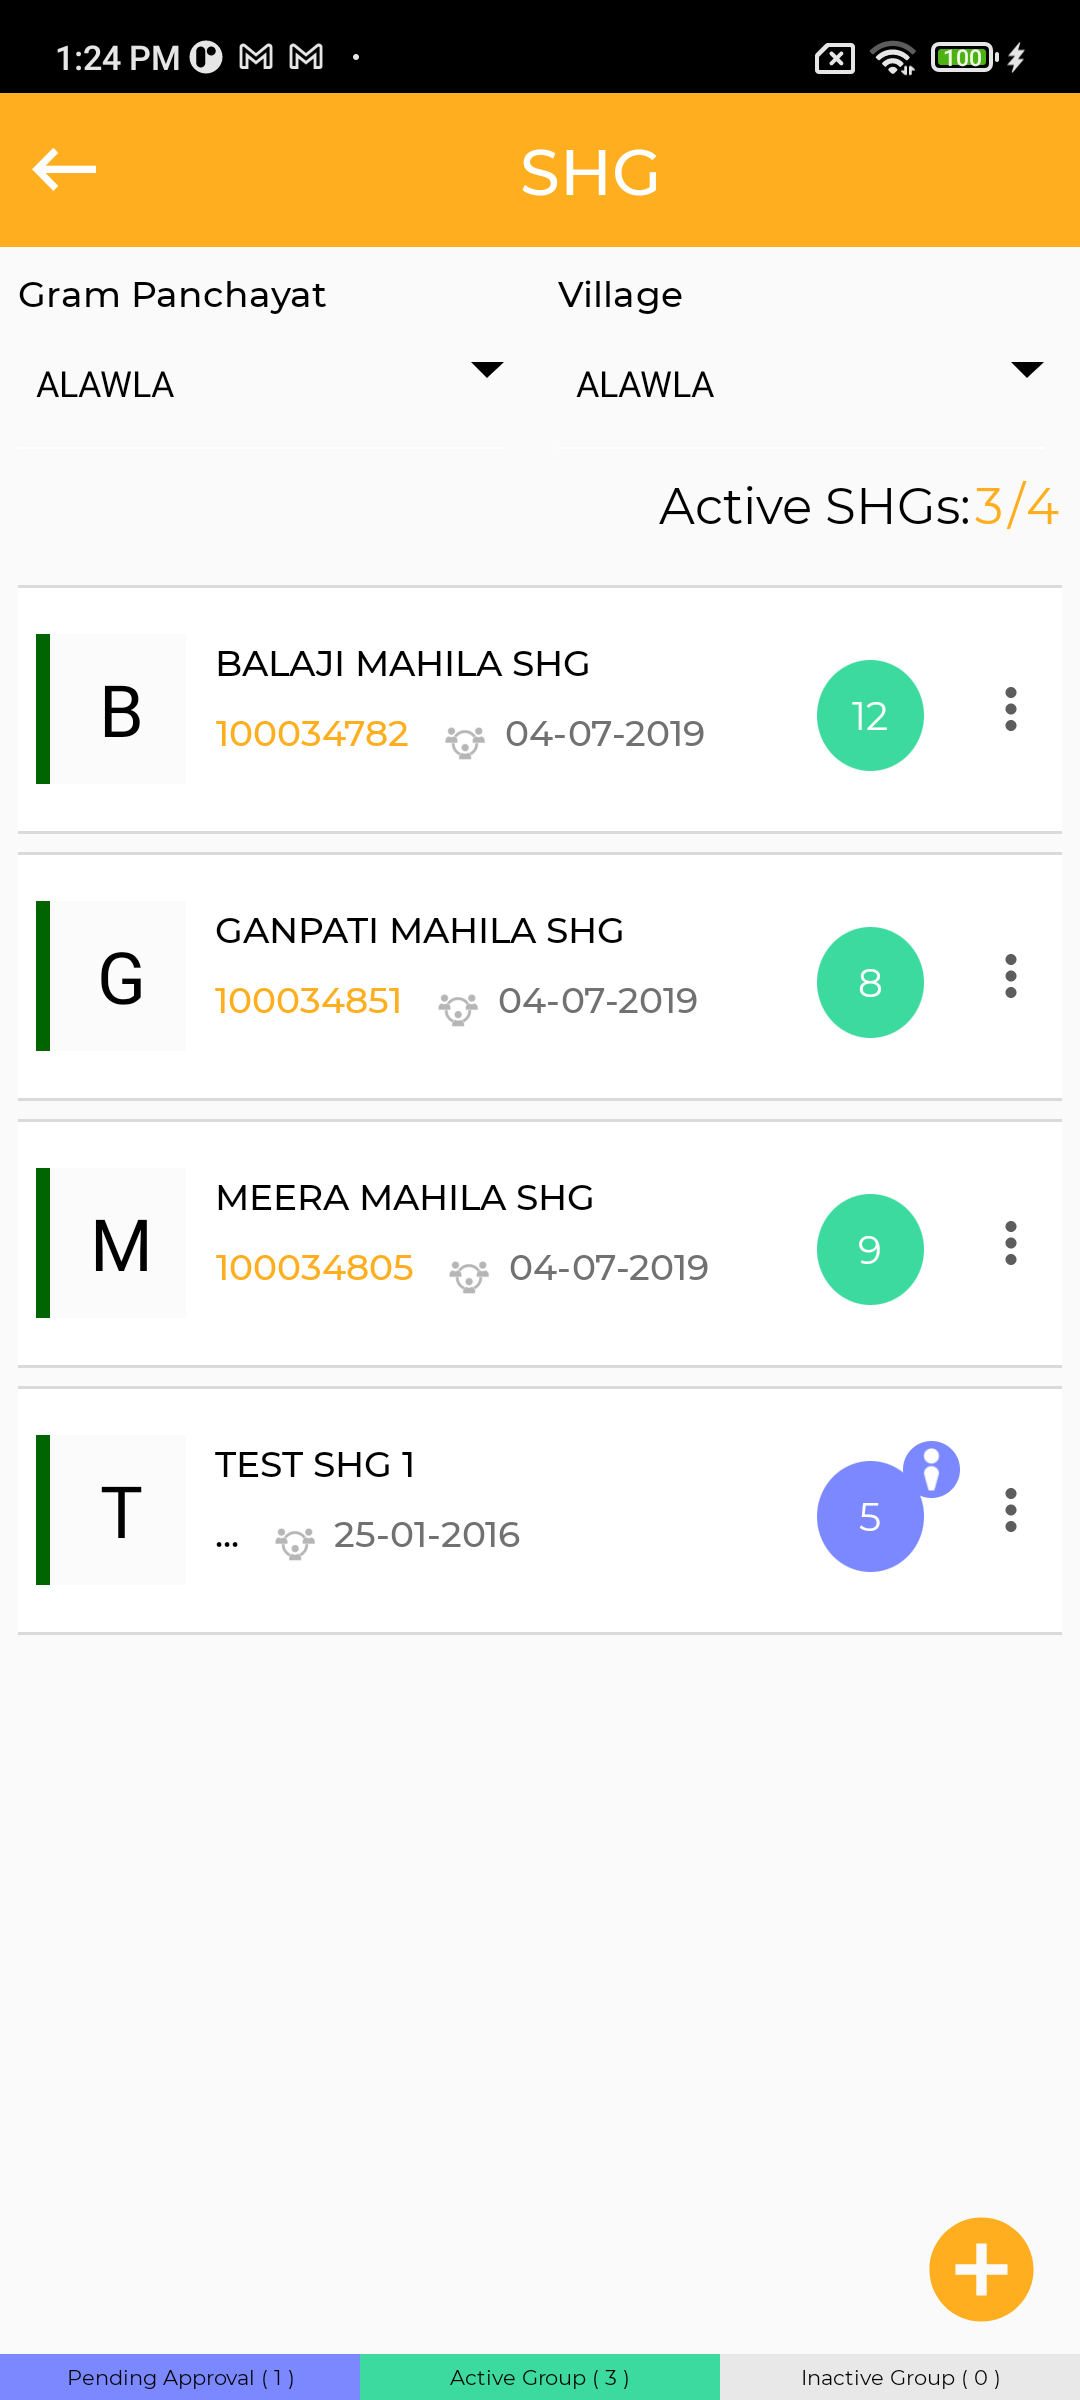 1:24 PM
100
SHG
Gram Panchayat
Village
ALAWLA
ALAWLA
Active SHGs: 3/4
B
BALAJI MAHILA SHG
100034782 04-07-2019
12
G
GANPATI MAHILA SHG
100034851 04-07-2019
8
M
MEERA MAHILA SHG
100034805 04-07-2019
9
T
TEST SHG 1
... 25-01-2016
5
Pending Approval ( 1 )
Active Group ( 3 )
Inactive Group ( 0 )